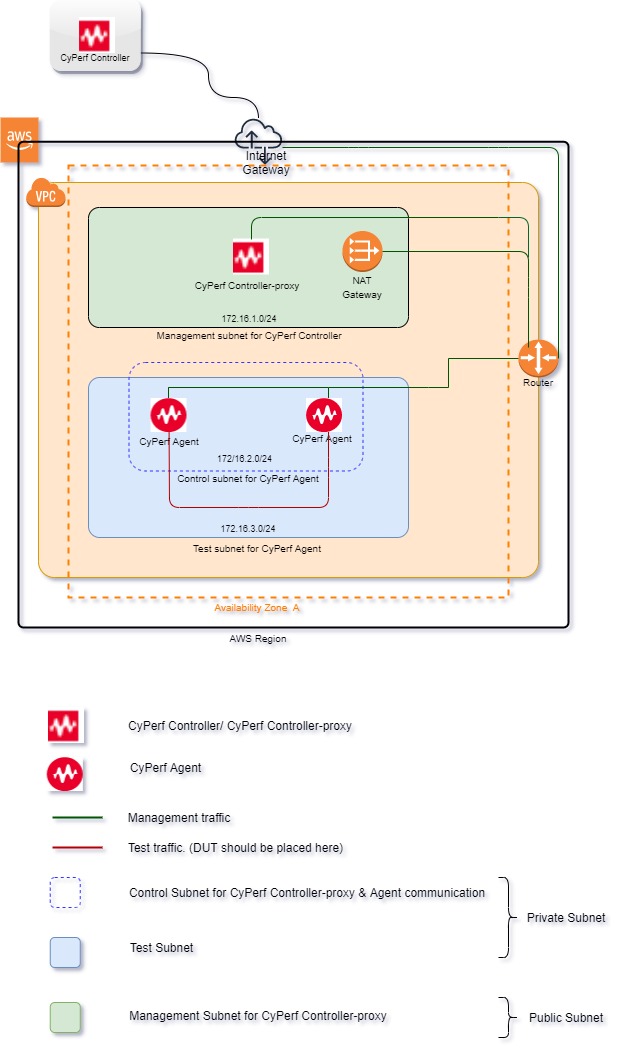 CyPerf Controller
aws
Internet
Gateway
VPC
CyPerf Controller-proxy
NAT
Gateway
172.16.1.0/24
Management subnet for CyPerf Controller
Router
CyPerf Agent
CyPerf Agent
172/16.2.0/24
Control subnet for CyPerf Agent
172.16.3.0/24
Test subnet for CyPerf Agent
Availability Zone. A
AWS Region
CyPerf Controller/ CyPerf Controller-proxy
CyPerf Agent
Management traffic
Test traffic. (DUT should be placed here)
Control Subnet for CyPerf Controller-proxy & Agent communication
Private Subnet
Test Subnet
Management Subnet for CyPerf Controller-proxy
Public Subnet